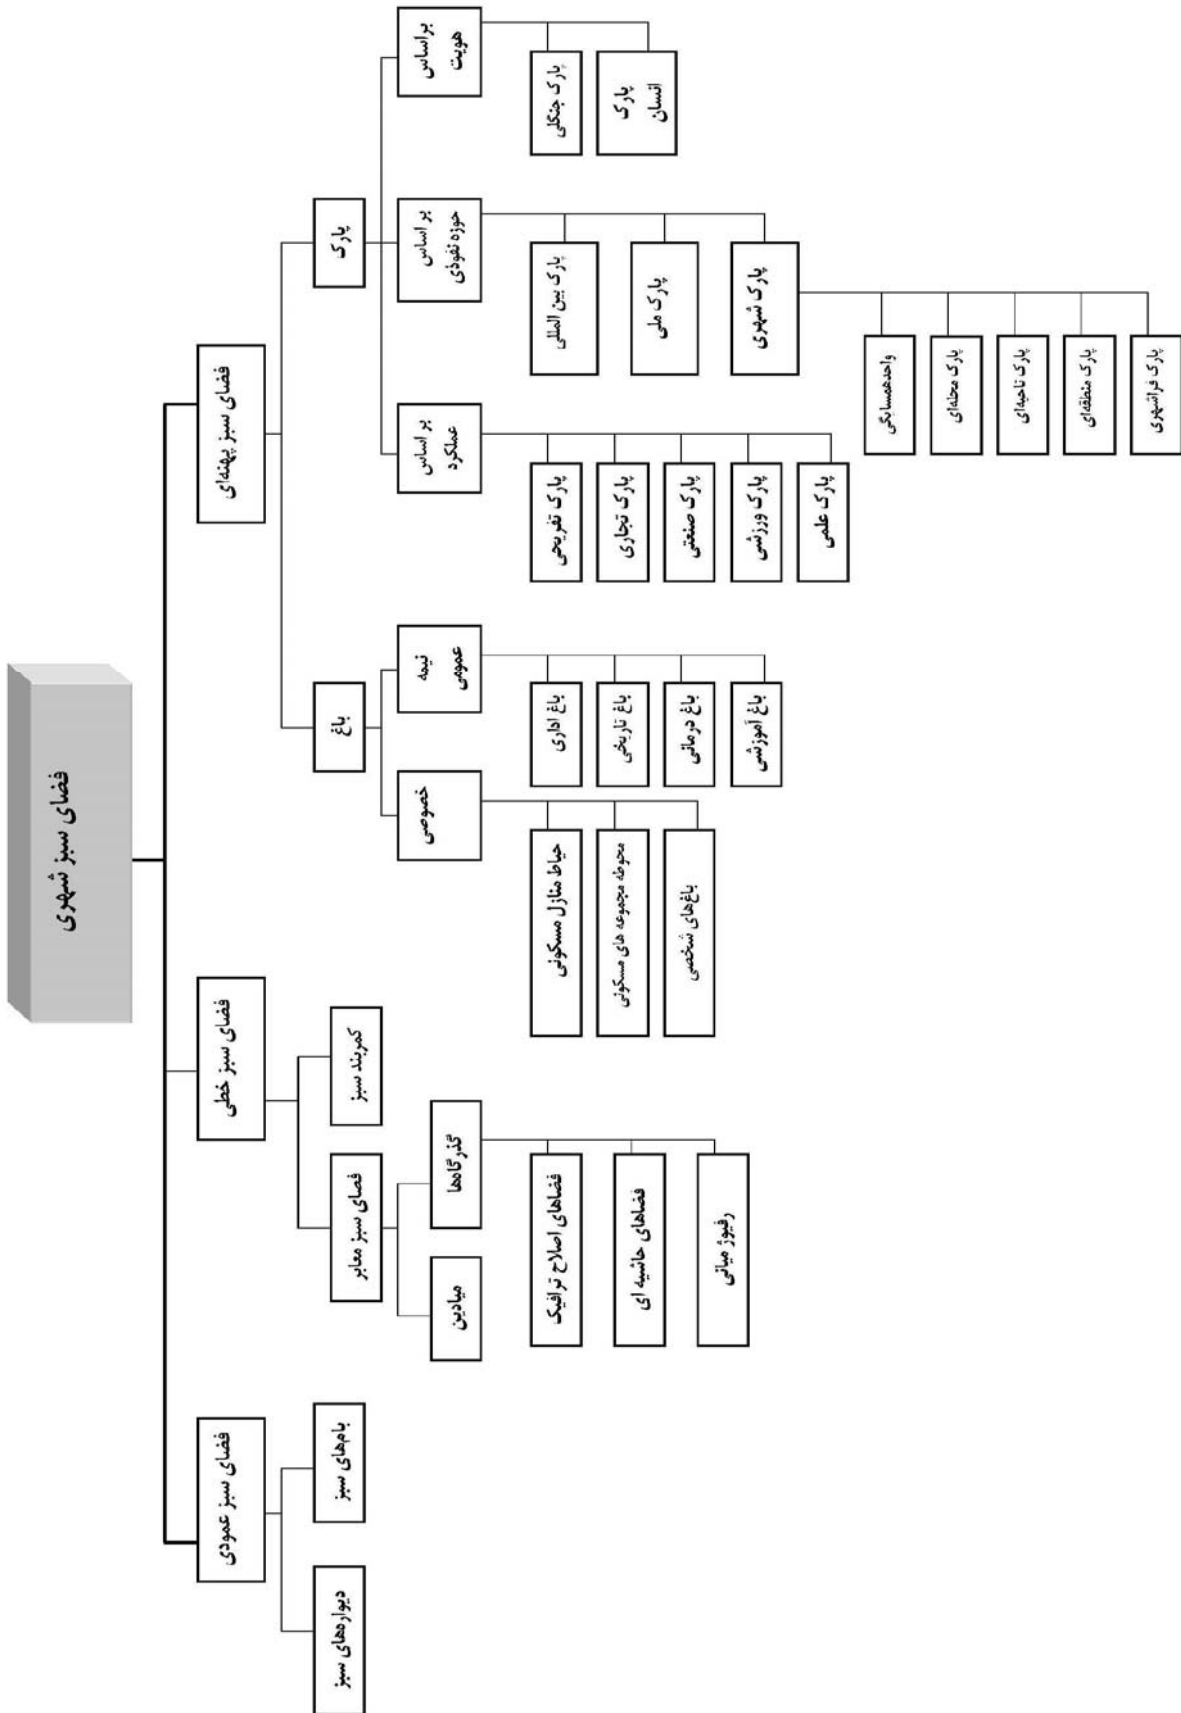 فضای سبز شهری
فضای سبز پهنه‌ای
پارک
براساس
هویت
پارک جنگلی
انسان
پارک
بر اساس
حوزه نفوذی
پارک بین المللی
پارک ملی
پارک شهری
واحدهمسایگی
پارک محله‌ای
پارک ناحیه‌ای
پارک منطقه‌ای
پارک فراشهری
بر اساس
عملکرد
پارک تفریحی
پارک تجاری
پارک صنعتی
پارک ورزشی
پارک علمی
باغ
نیمه
عمومی
باغ اداری
باغ تاریخی
باغ درمانی
باغ آموزشی
خصوصی
حیاط منازل مسکونی
محوطه مجموعه های مسکونی
باغ‌های شخصی
فضای سبز خطی
کمربند سبز
فضای سبز معابر
گذرگاه‌ها
فضاهای اصلاح ترافیک
فضاهای حاشیه ای
رفیوژ میانی
میادین
فضای سبز عمودی
بام‌های سبز
دیواره‌های سبز